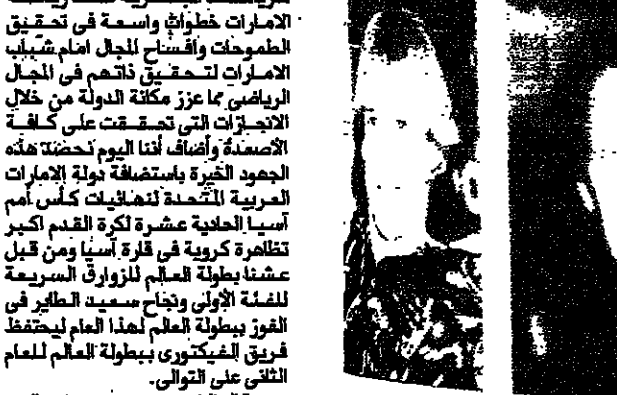 الامارات خطوات واسعة فى تحقيق
الطموحات وافساح المجال امام شباب
الامارات لتحقيق ذاتهم فى المجال
الرياضى مما عزز مكانة الدولة من خلال
الانجازات التى تحققت على كافة
الأصعدة وأضاف أننا اليوم نحصد هذه
الجهود الخيرة باستضافة دولة الإمارات
العربية المتحدة لنهائيات كأس أمم
آسيا الحادية عشرة لكرة القدم اكبر
تظاهرة كروية فى قارة آسيا ومن قبل
عشنا بطولة العالم للزوارق السريعة
للفئة الأولى ونجاح سعيد الطاير فى
الفوز ببطولة العالم لهذا العام ليحتفظ
فريق الفيكتورى ببطولة العالم للعام
الثانى على التوالى.